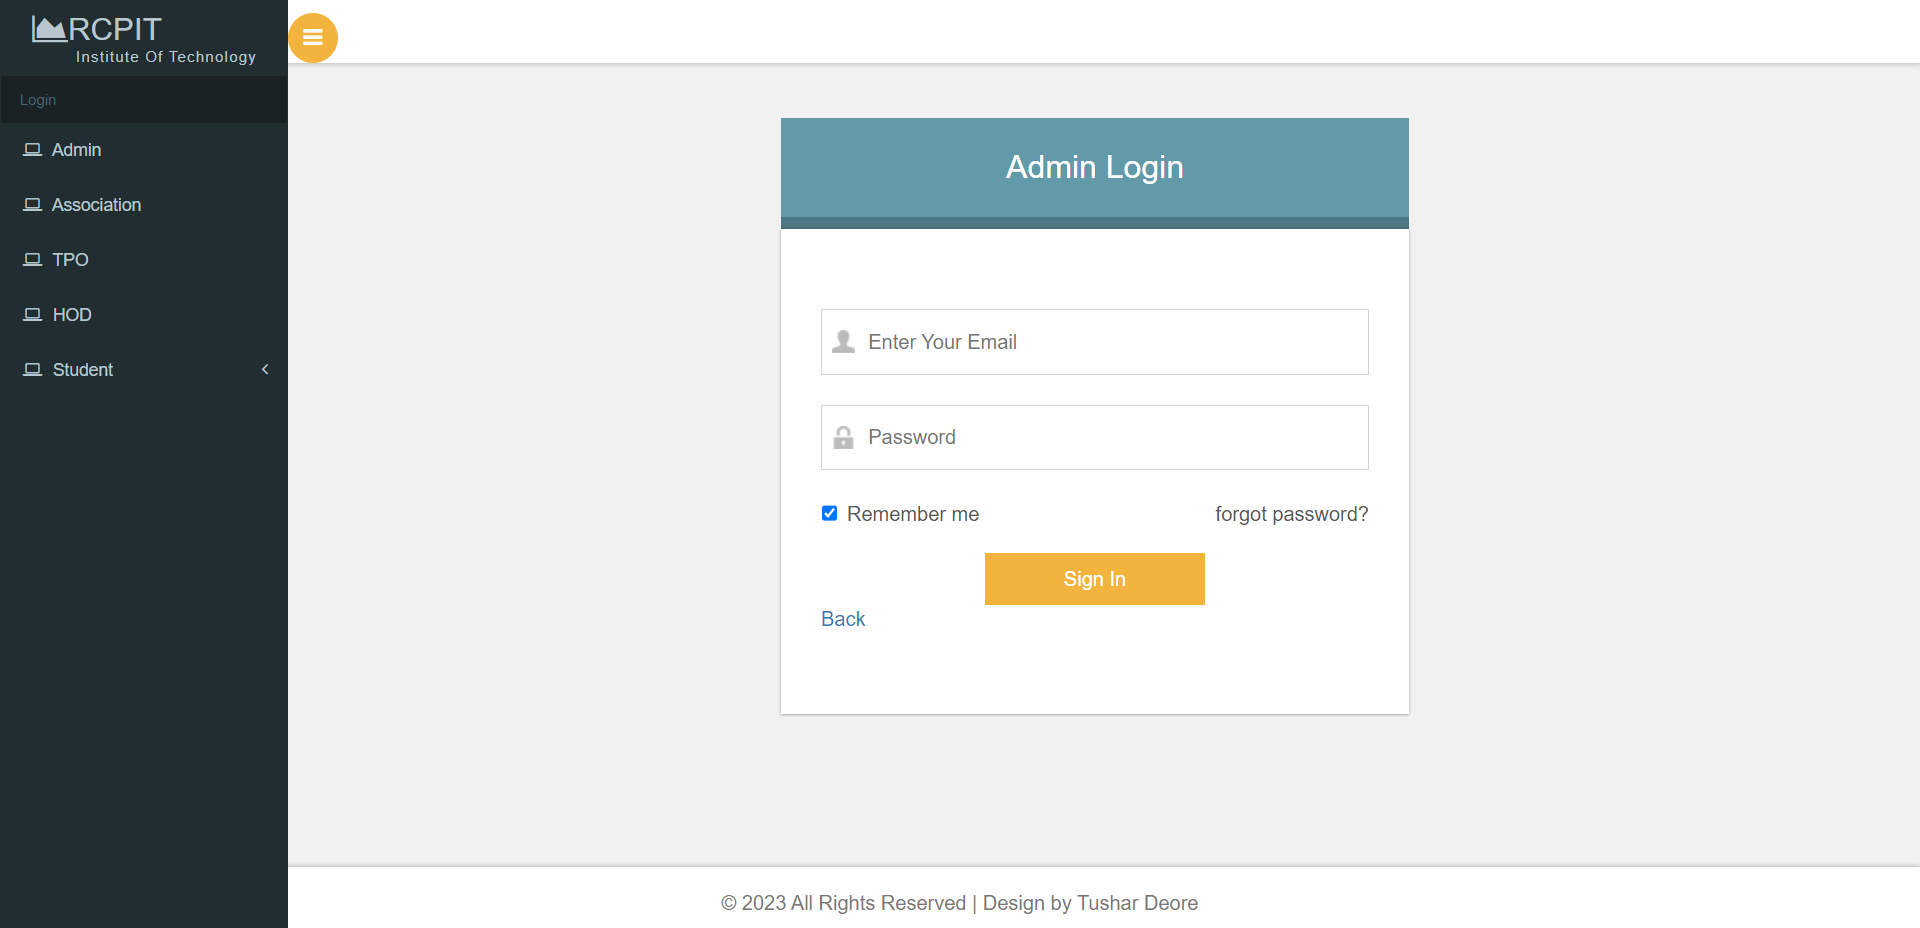 RCPIT
Institute Of Technology
Login
Admin
Association
TPO
HOD
Student
Admin Login
Enter Your Email
Password
Remember me
forgot password?
Sign In
Back
© 2023 All Rights Reserved | Design by Tushar Deore